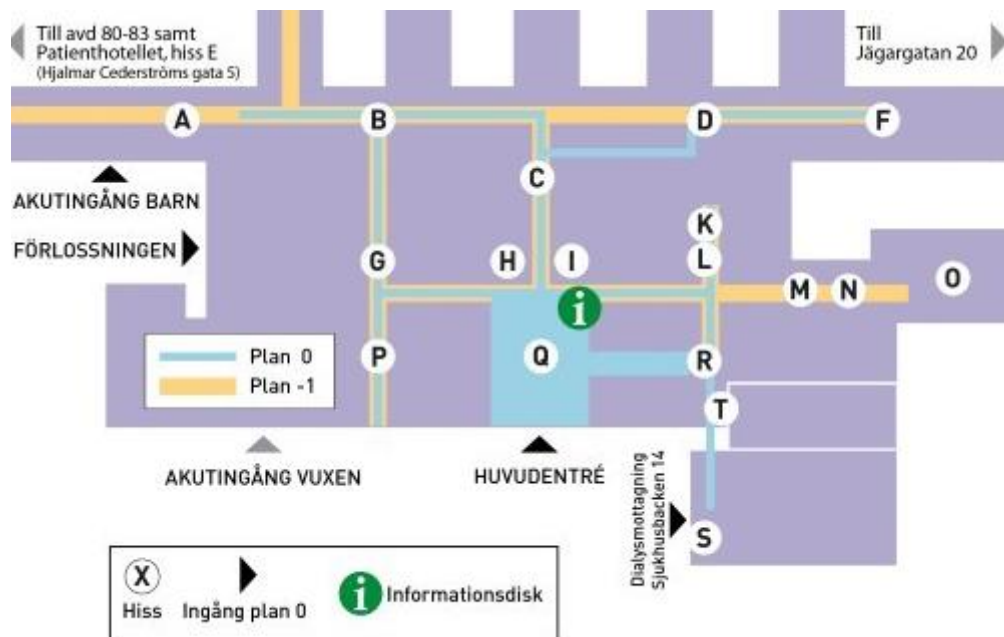 Till avd 80-83 samt
Patienthotellet, hiss E
(Hjalmar Cederströms gata 5)
Till
Jägargatan 20
A
B
D
F
C
AKUTINGÅNG BARN
K
FÖRLOSSNINGEN
G
H
I
L
M
N
O
i
Plan 0
Plan -1
P
Q
R
T
AKUTINGÅNG VUXEN
HUVUDENTRÉ
Dialysmottagning
Sjukhusbacken 14
S
X
Hiss
Ingång plan 0
i
Informationsdisk